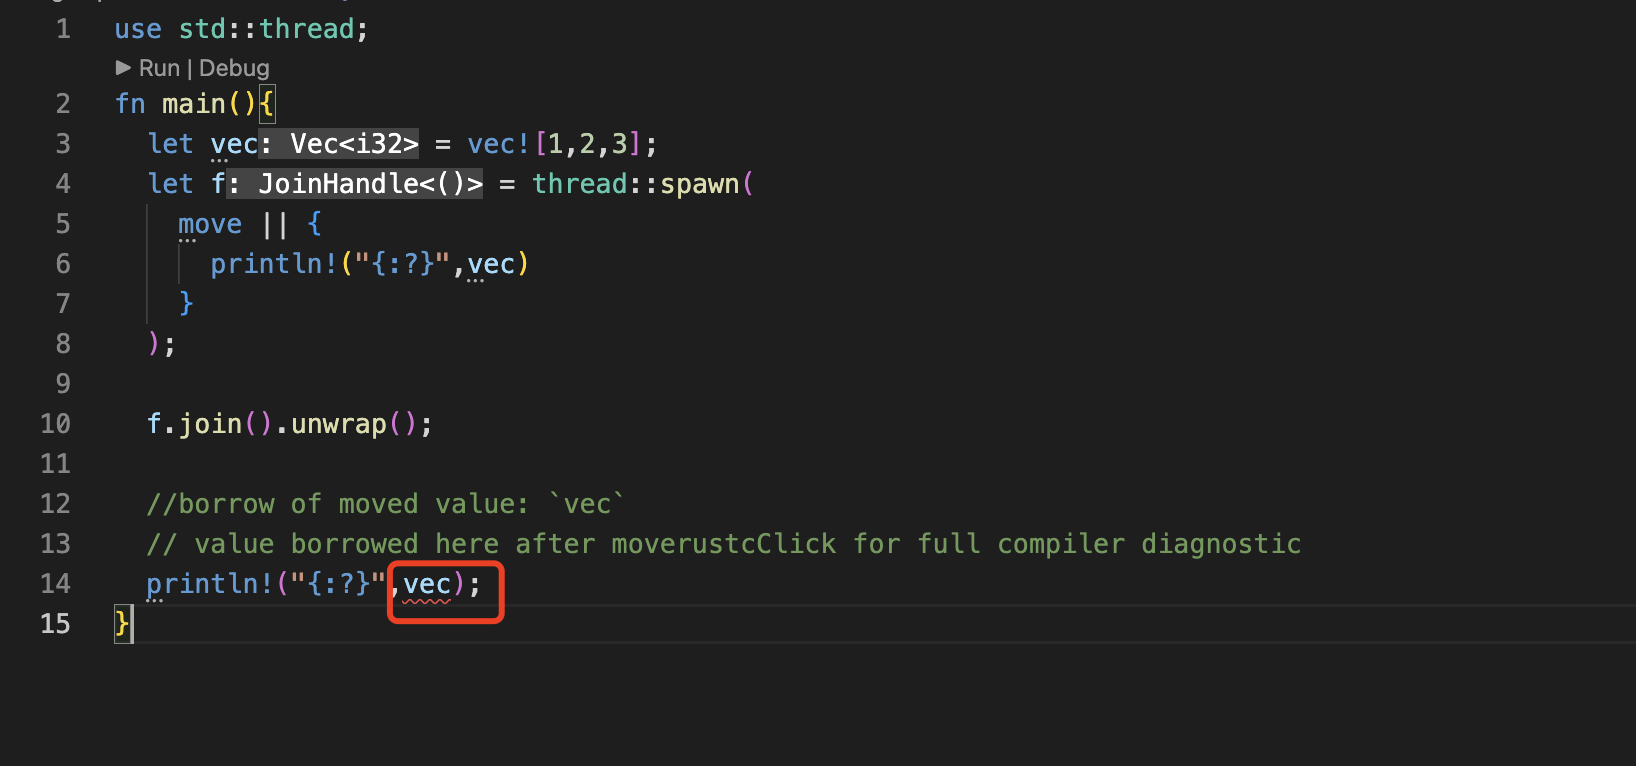 1 use std::thread;
▶ Run | Debug
2 fn main(){
3 let vec: Vec<i32> = vec![1,2,3];
4 let f: JoinHandle<()> = thread::spawn(
5 move || {
6 println!("{:?}",vec)
7 }
8 );
9
10 f.join().unwrap();
11
12 //borrow of moved value: `vec`
13 // value borrowed here after moverustcClick for full compiler diagnostic
14 println!("{:?}",vec);
15 }